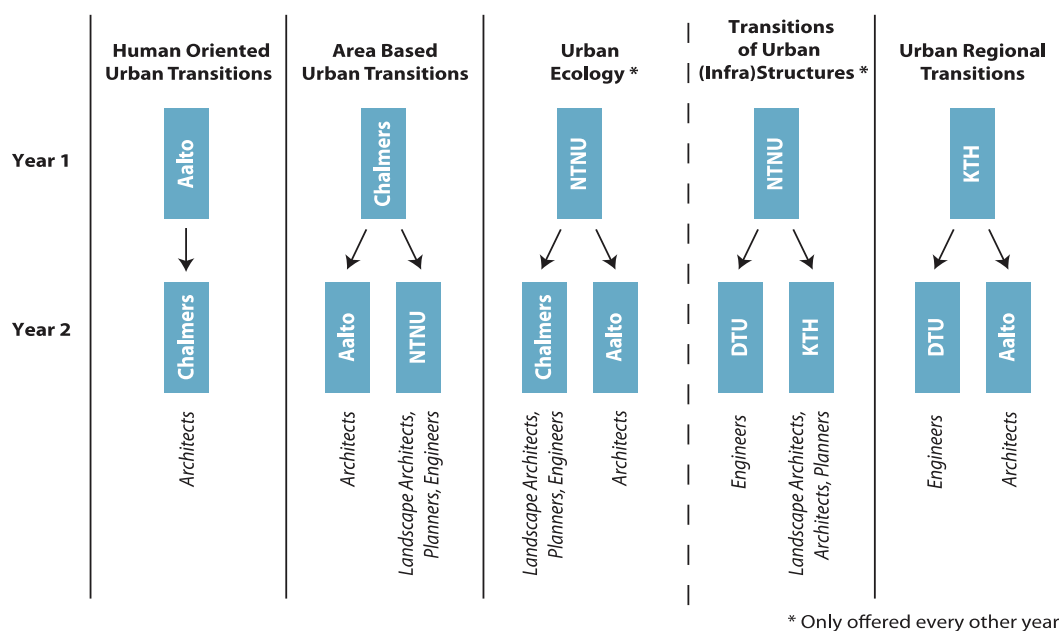 Human Oriented
Urban Transitions
Area Based
Urban Transitions
Urban
Ecology *
Transitions
of Urban
(Infra)Structures *
Urban Regional
Transitions
Year 1
Aalto
Chalmers
NTNU
NTNU
KTH
Year 2
Chalmers
Aalto
NTNU
Chalmers
Aalto
DTU
KTH
DTU
Aalto
Architects
Architects
Landscape Architects,
Planners, Engineers
Landscape Architects,
Planners, Engineers
Architects
Engineers
Landscape Architects,
Architects, Planners
Engineers
Architects
* Only offered every other year